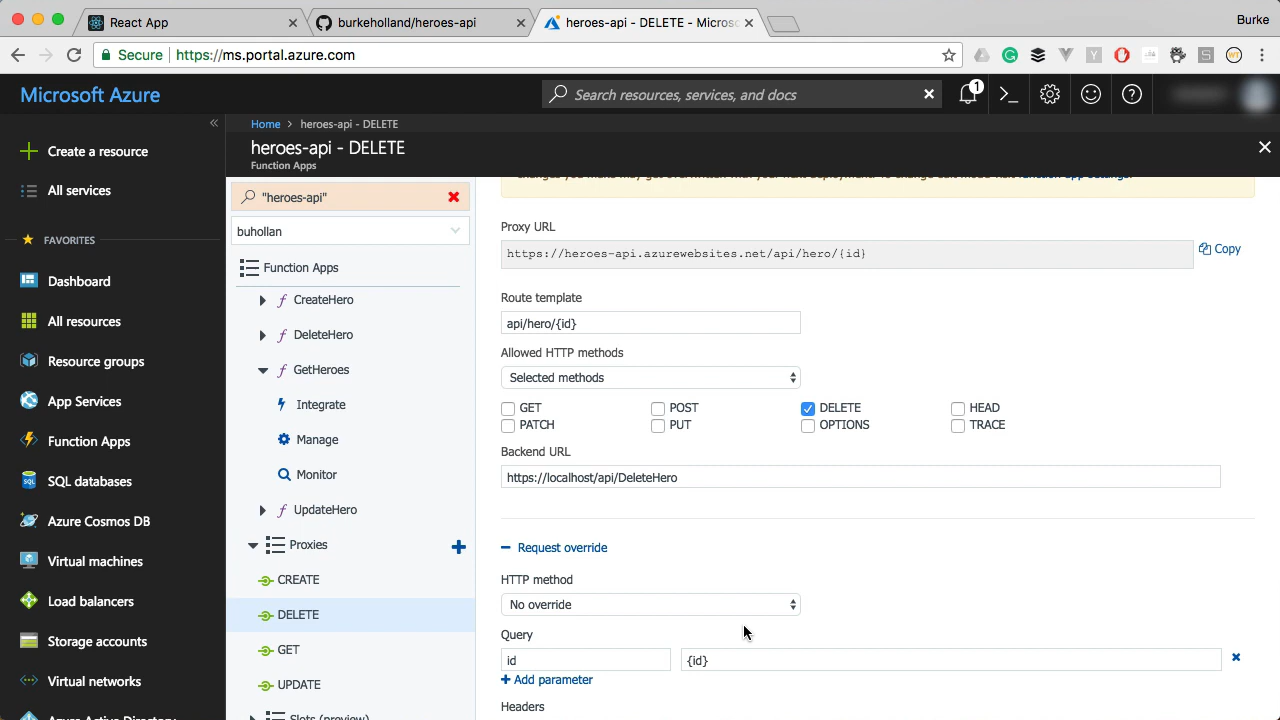 React App
burkeholland/heroes-api
heroes-api - DELETE - Micros
Burke
Secure
https://ms.portal.azure.com
Microsoft Azure
Search resources, services, and docs
1
Create a resource
All services
FAVORITES
Dashboard
All resources
Resource groups
App Services
Function Apps
SQL databases
Azure Cosmos DB
Virtual machines
Load balancers
Storage accounts
Virtual networks
Azure Active Directory
Home > heroes-api - DELETE
heroes-api - DELETE
Function Apps
"heroes-api"
buhollan
Function Apps
CreateHero
DeleteHero
GetHeroes
Integrate
Manage
Monitor
UpdateHero
Proxies
CREATE
DELETE
GET
UPDATE
Slots (preview)
Proxy URL
https://heroes-api.azurewebsites.net/api/hero/{id}
Copy
Route template
api/hero/{id}
Allowed HTTP methods
Selected methods
GET POST DELETE HEAD
PATCH PUT OPTIONS TRACE
Backend URL
https://localhost/api/DeleteHero
Request override
HTTP method
No override
Query
id {id}
Add parameter
Headers